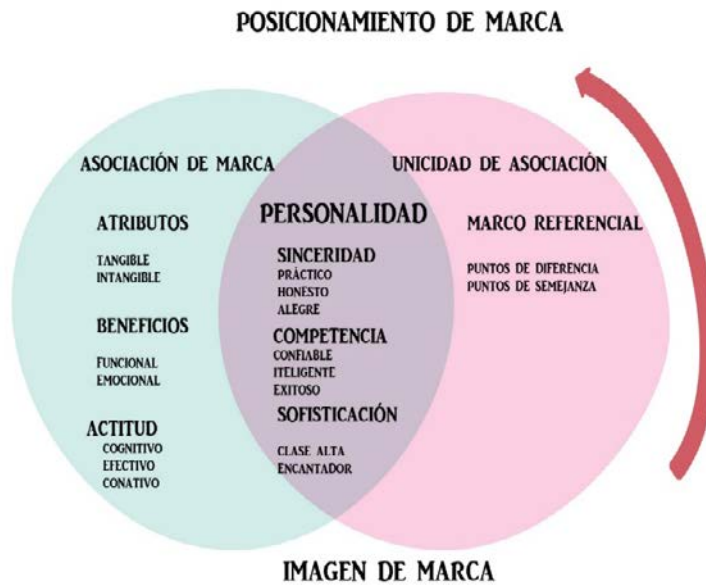 POSICIONAMIENTO DE MARCA
ASOCIACIÓN DE MARCA
ATRIBUTOS
TANGIBLE
INTANGIBLE
BENEFICIOS
FUNCIONAL
EMOCIONAL
ACTITUD
COGNITIVO
EFECTIVO
CONATIVO
PERSONALIDAD
SINCERIDAD
PRÁCTICO
HONESTO
ALEGRE
COMPETENCIA
CONFIABLE
ITELIGENTE
EXITOSO
SOFISTICACIÓN
CLASE ALTA
ENCANTADOR
UNICIDAD DE ASOCIACIÓN
MARCO REFERENCIAL
PUNTOS DE DIFERENCIA
PUNTOS DE SEMEJANZA
IMAGEN DE MARCA